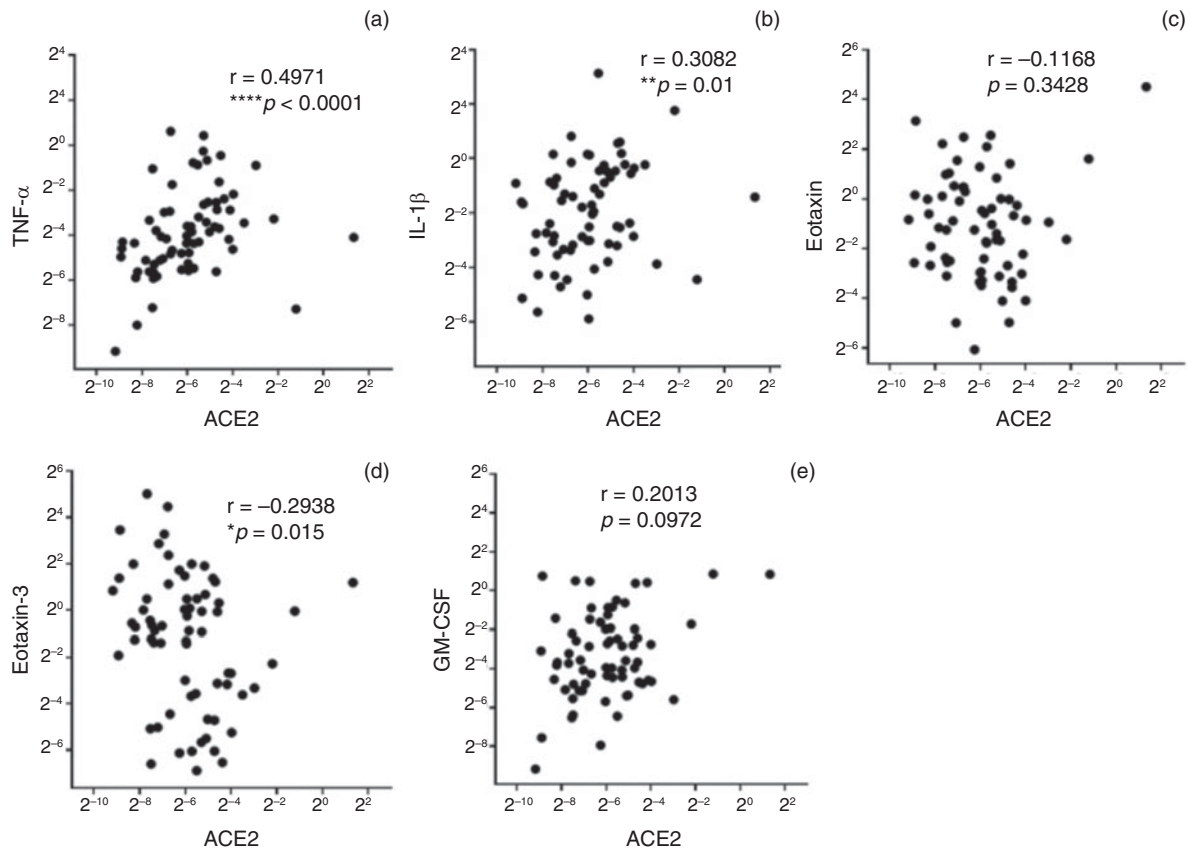 (a)
r = 0.4971
****p < 0.0001
TNF-α
2⁴
2⁴
2⁰
2⁻²
2⁻⁴
2⁻⁶
2⁻⁸
2⁻¹⁰ 2⁻⁸ 2⁻⁶ 2⁻⁴ 2⁻² 2⁰ 2²
ACE2
(b)
r = 0.3082
**p = 0.01
IL-1β
2⁴
2⁴
2⁰
2⁻²
2⁻⁴
2⁻⁶
2⁻¹⁰ 2⁻⁸ 2⁻⁶ 2⁻⁴ 2⁻² 2⁰ 2²
ACE2
(c)
r = –0.1168
p = 0.3428
Eotaxin
2⁶
2⁴
2²
2⁰
2⁻²
2⁻⁴
2⁻⁶
2⁻¹⁰ 2⁻⁸ 2⁻⁶ 2⁻⁴ 2⁻² 2⁰ 2²
ACE2
(d)
r = –0.2938
*p = 0.015
Eotaxin-3
2⁶
2⁴
2²
2⁰
2⁻²
2⁻⁴
2⁻⁶
2⁻¹⁰ 2⁻⁸ 2⁻⁶ 2⁻⁴ 2⁻² 2⁰ 2²
ACE2
(e)
r = 0.2013
p = 0.0972
GM-CSF
2⁶
2⁴
2²
2⁰
2⁻²
2⁻⁴
2⁻⁶
2⁻⁸
2⁻¹⁰ 2⁻⁸ 2⁻⁶ 2⁻⁴ 2⁻² 2⁰ 2²
ACE2